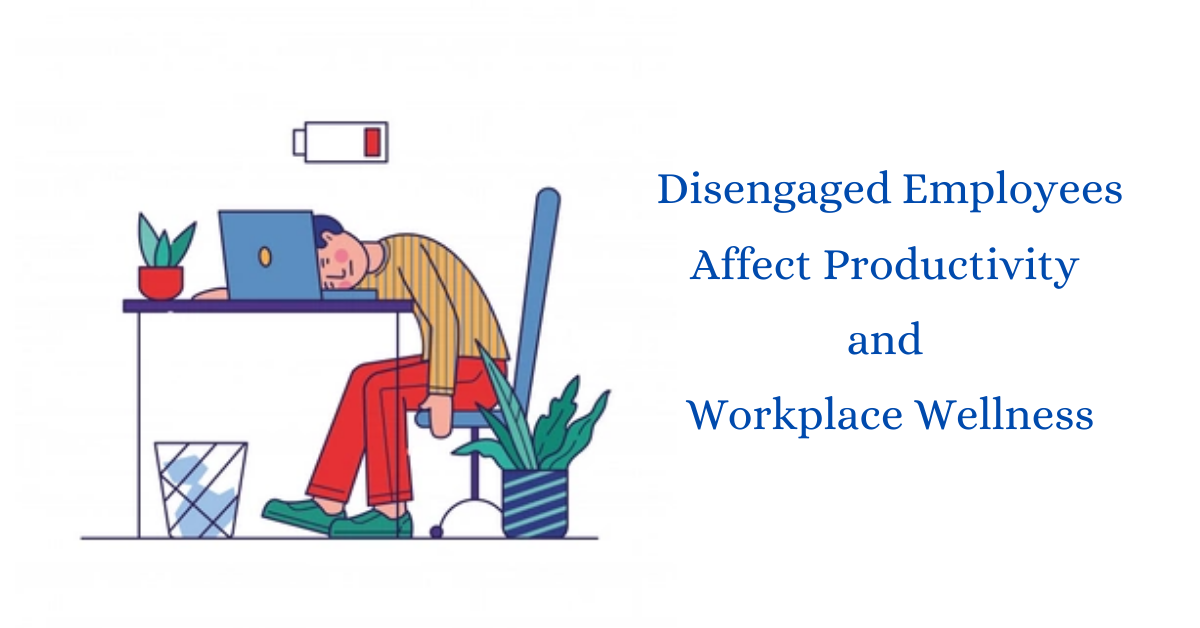 Disengaged Employees
Affect Productivity
and
Workplace Wellness